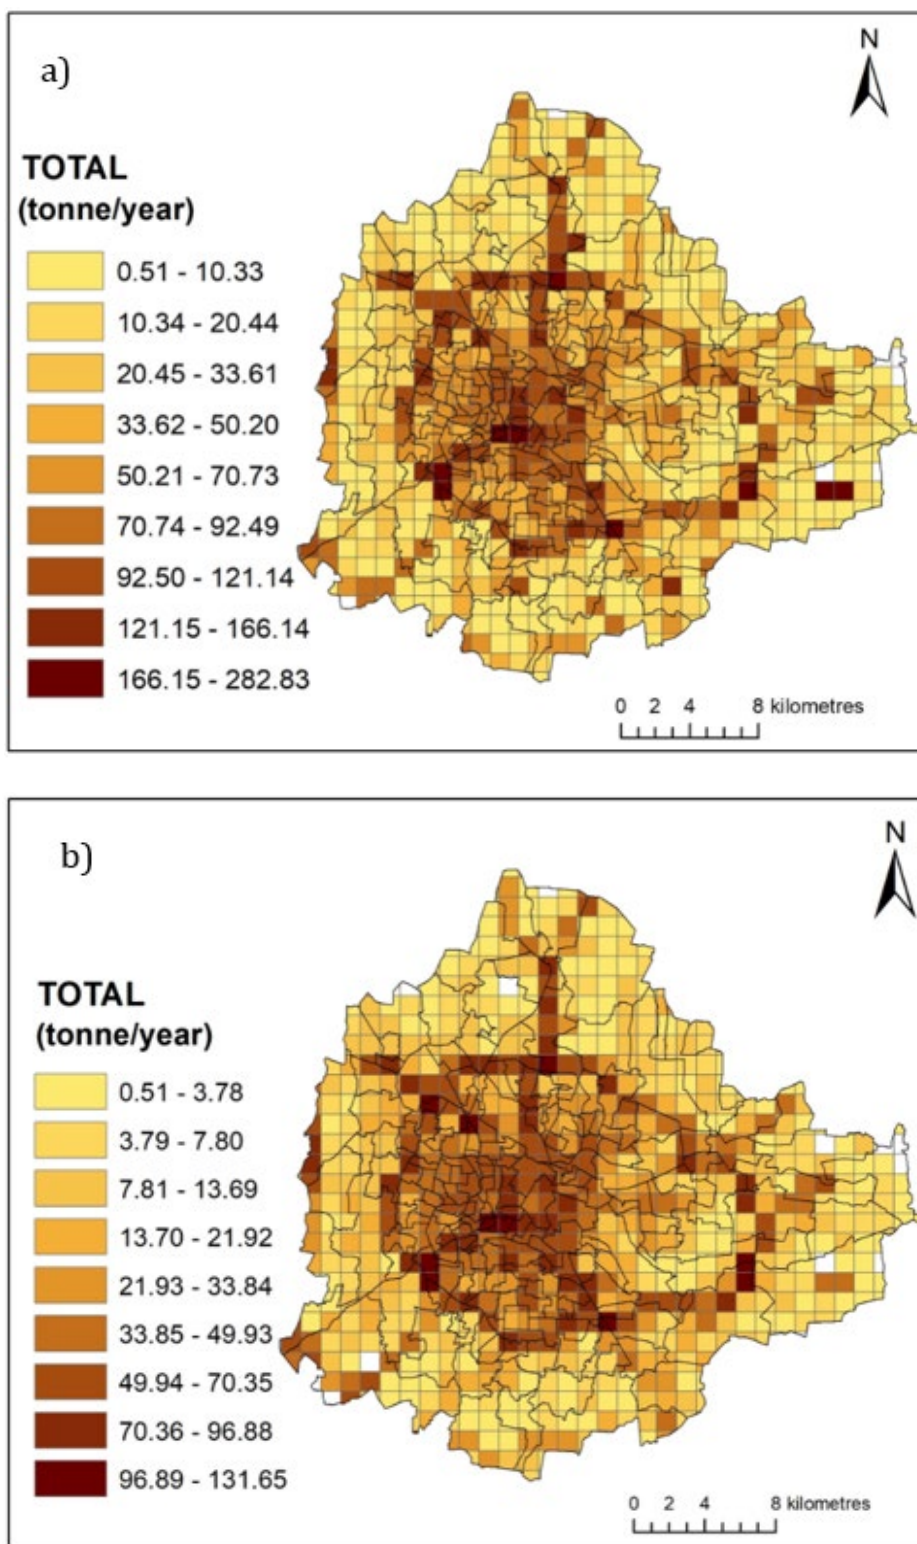 a)
N
TOTAL
(tonne/year)
0.51 - 10.33
10.34 - 20.44
20.45 - 33.61
33.62 - 50.20
50.21 - 70.73
70.74 - 92.49
92.50 - 121.14
121.15 - 166.14
166.15 - 282.83
0 2 4 8 kilometres
b)
N
TOTAL
(tonne/year)
0.51 - 3.78
3.79 - 7.80
7.81 - 13.69
13.70 - 21.92
21.93 - 33.84
33.85 - 49.93
49.94 - 70.35
70.36 - 96.88
96.89 - 131.65
0 2 4 8 kilometres